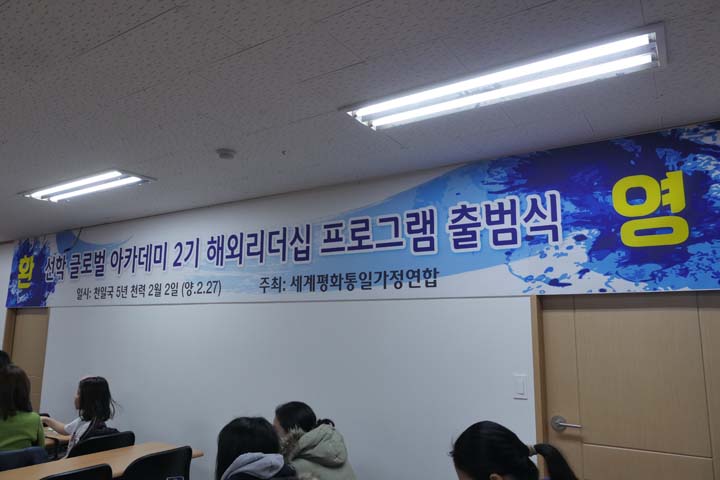 환 선학 글로벌 아카데미 2기 해외리더십 프로그램 출범식 영
일시: 천일국 5년 천력 2월 2일 (양.2.27) 주최: 세계평화통일가정연합